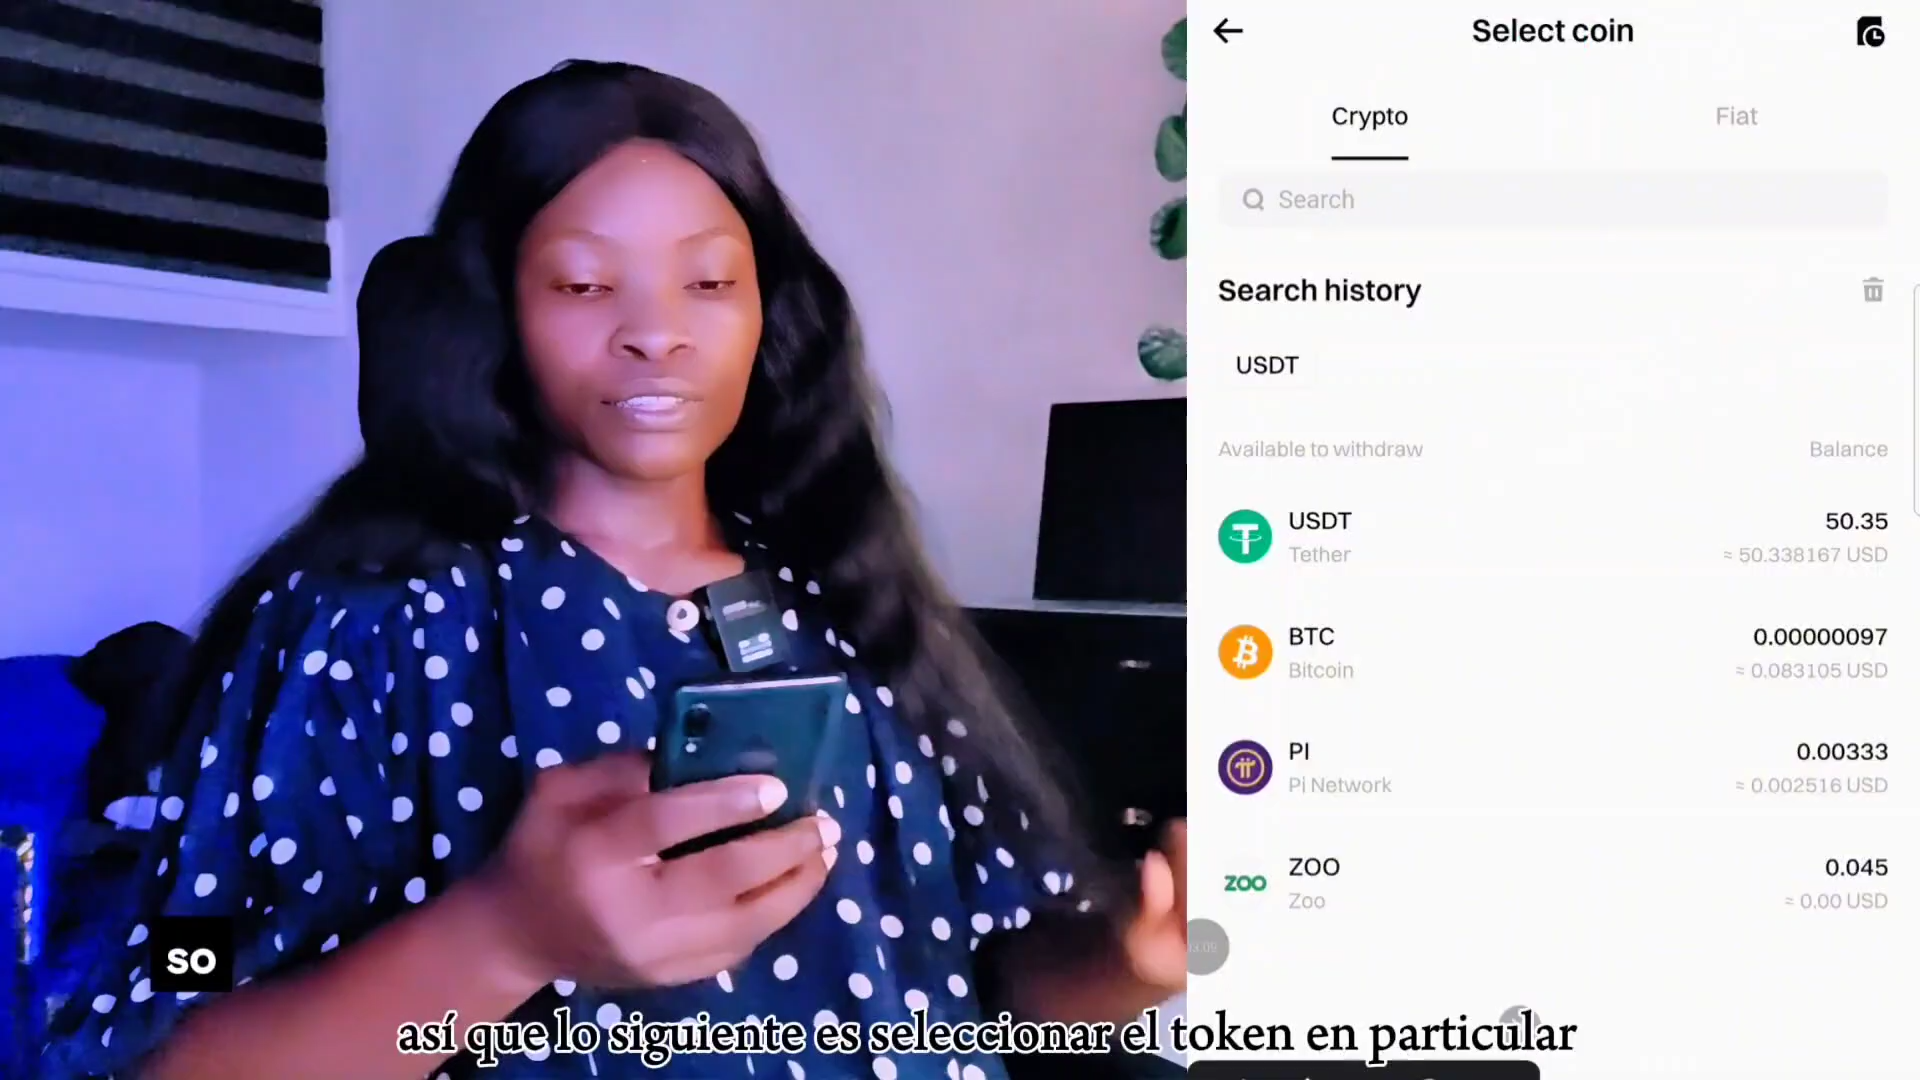 Select coin
Crypto
Fiat
Search
Search history
USDT
Available to withdraw
Balance
USDT
50.35
Tether
≈ 50.338167 USD
BTC
0.00000097
Bitcoin
≈ 0.083105 USD
PI
0.00333
Pi Network
≈ 0.002516 USD
ZOO
ZOO
0.045
Zoo
≈ 0.00 USD
03:09
so
así que lo siguiente es seleccionar el token en particular